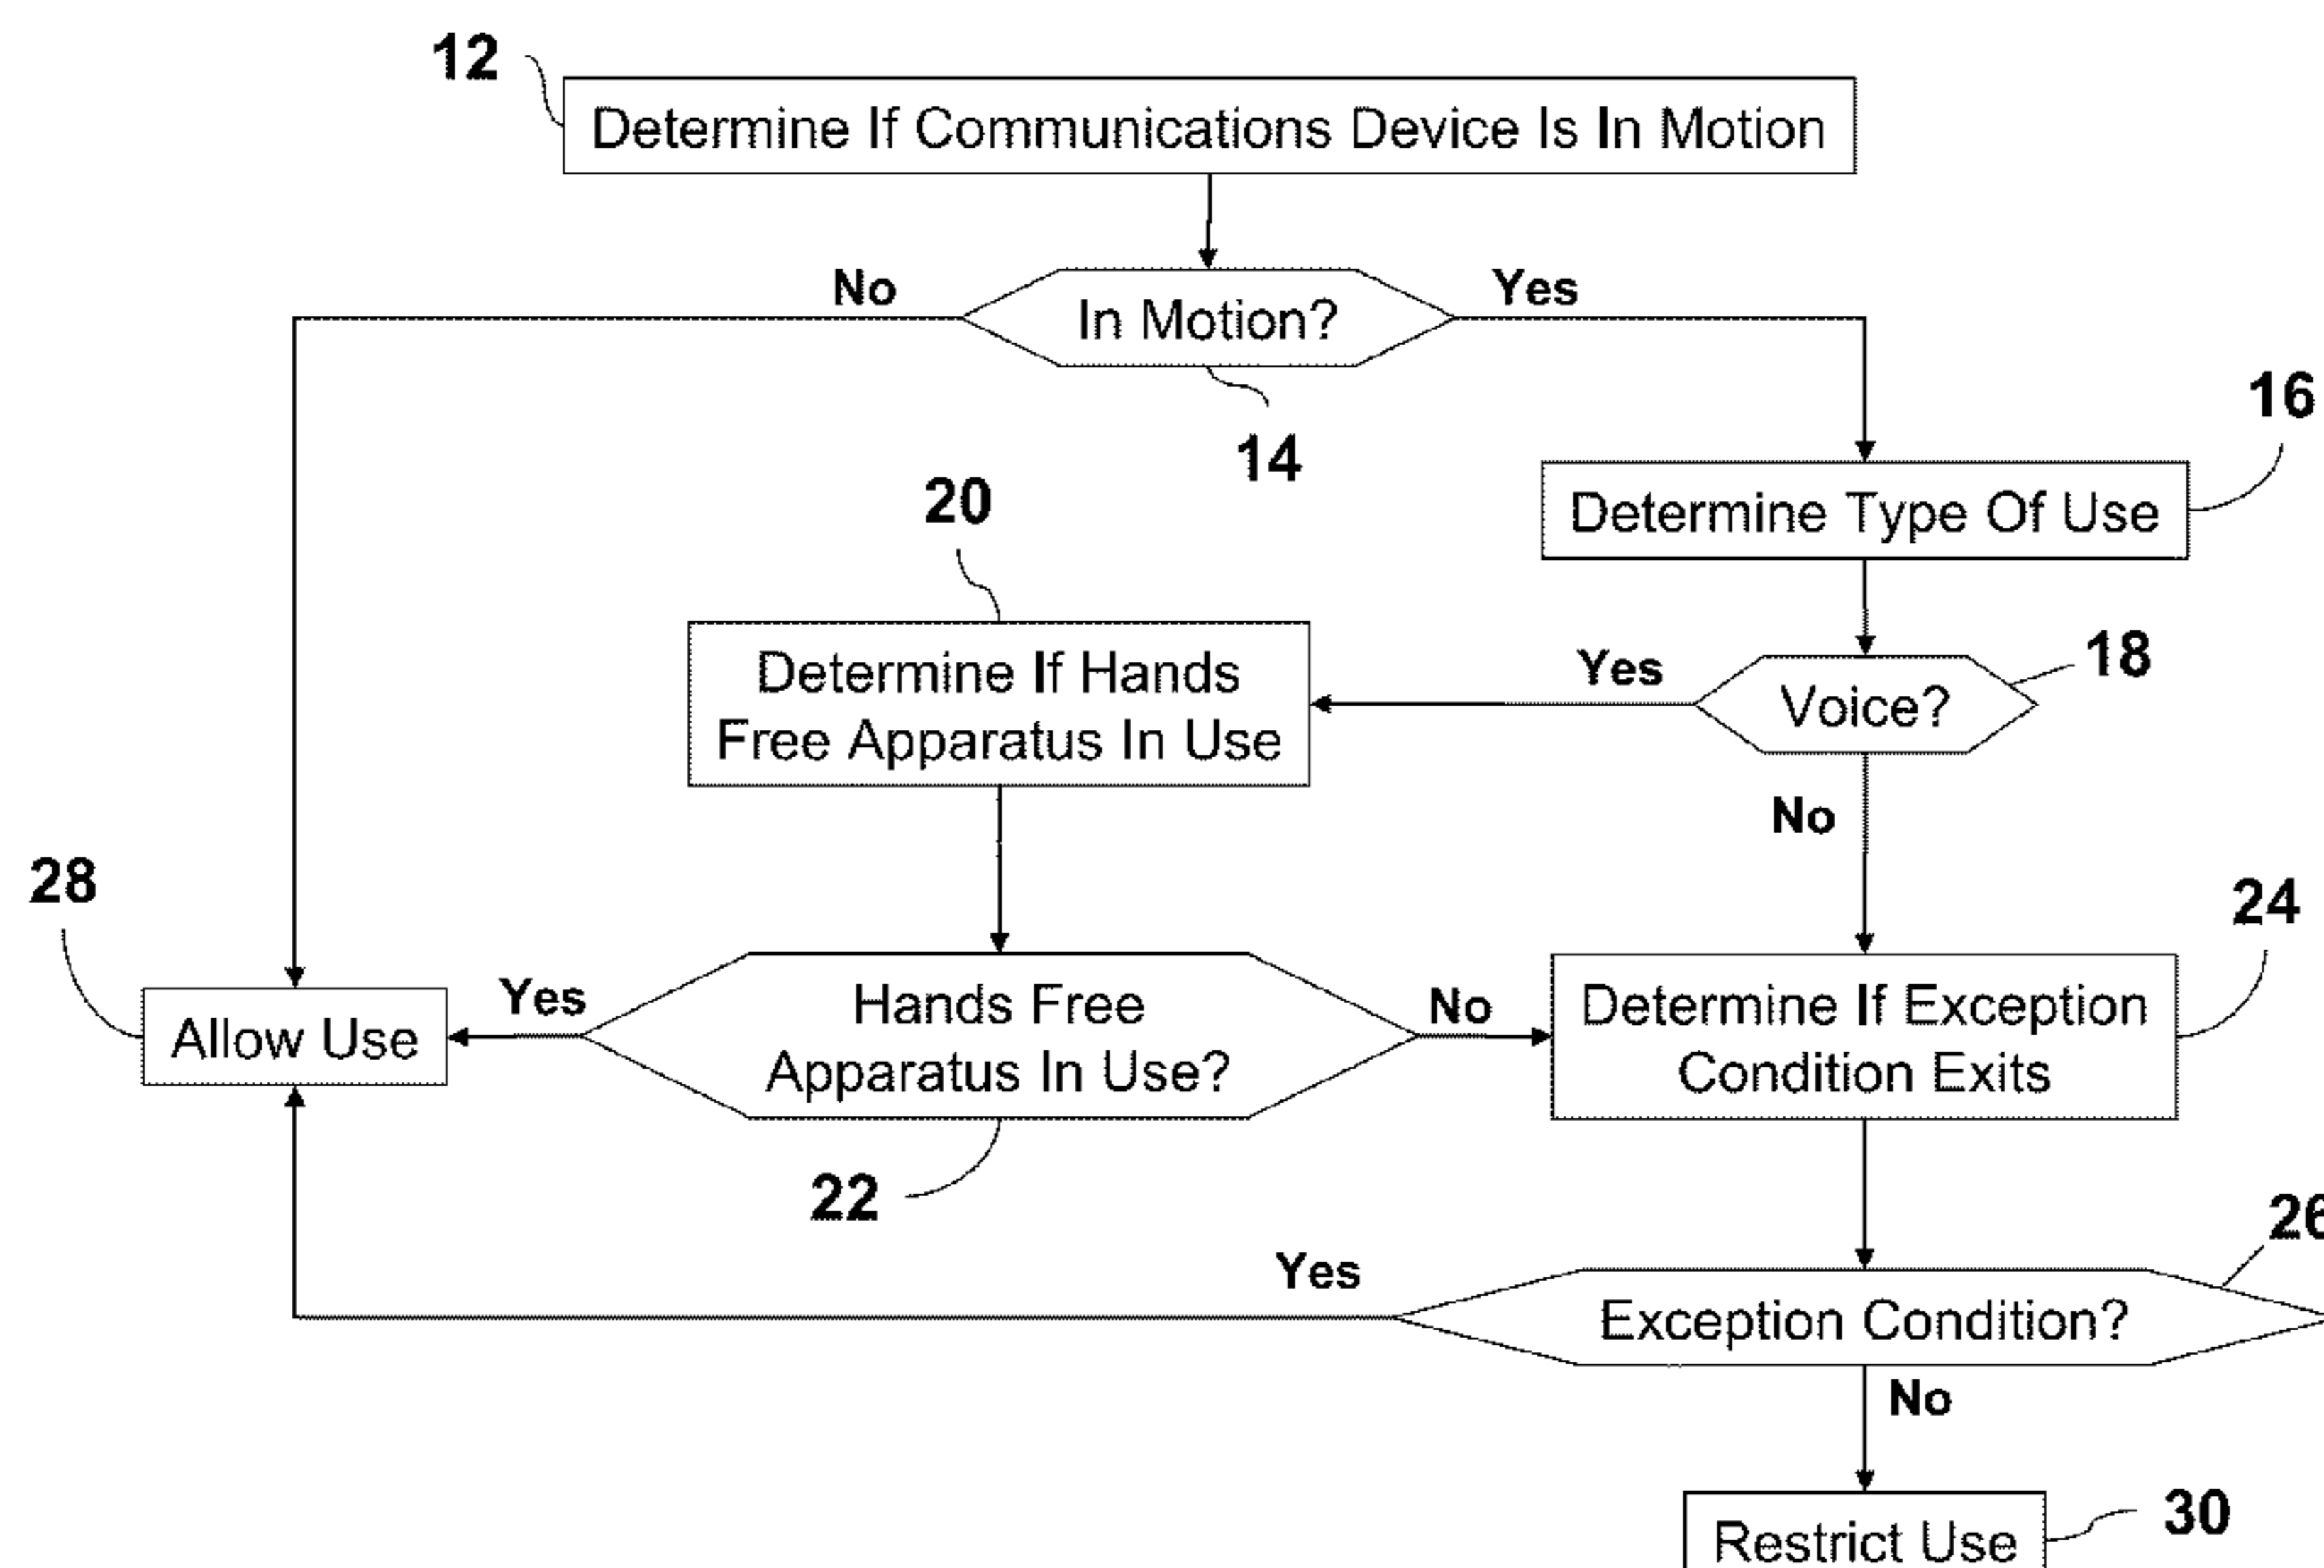 12
Determine If Communications Device Is In Motion
No
In Motion?
Yes
14
16
Determine Type Of Use
20
Determine If Hands
Free Apparatus In Use
Yes
Voice?
18
No
28
Allow Use
Yes
Hands Free
Apparatus In Use?
No
22
24
Determine If Exception
Condition Exits
26
Yes
Exception Condition?
No
Restrict Use
30